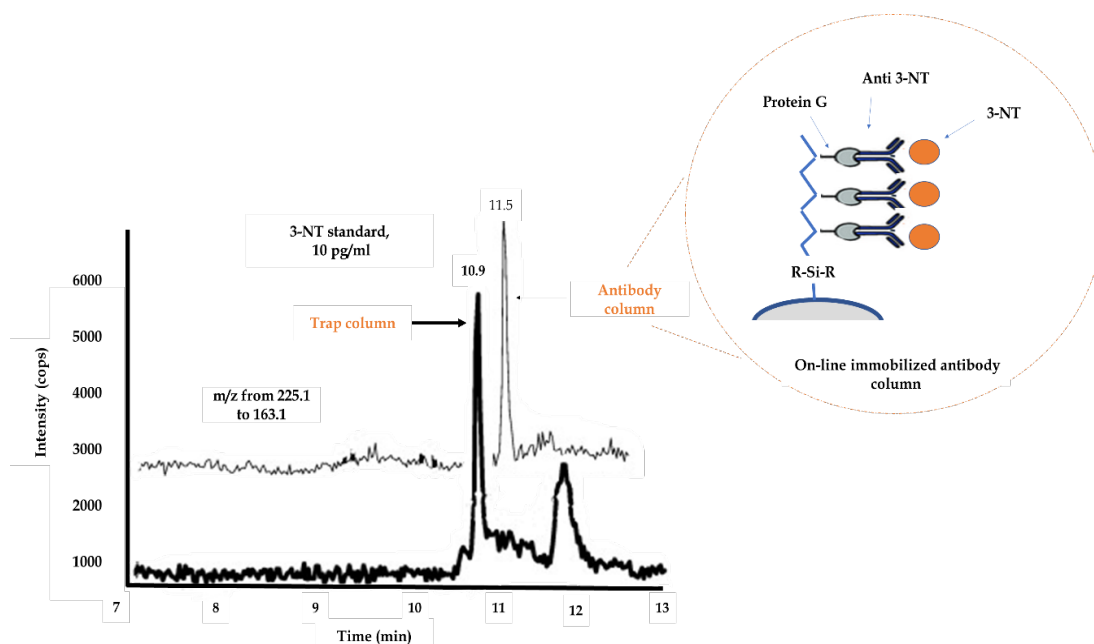 Anti 3-NT
Protein G
3-NT
R-Si-R
On-line immobilized antibody
column
11.5
3-NT standard,
10 pg/ml
10.9
Trap column
Antibody
column
m/z from 225.1
to 163.1
Intensity (cops)
6000
5000
4000
3000
2000
1000
7
8
9
10
11
12
13
Time (min)